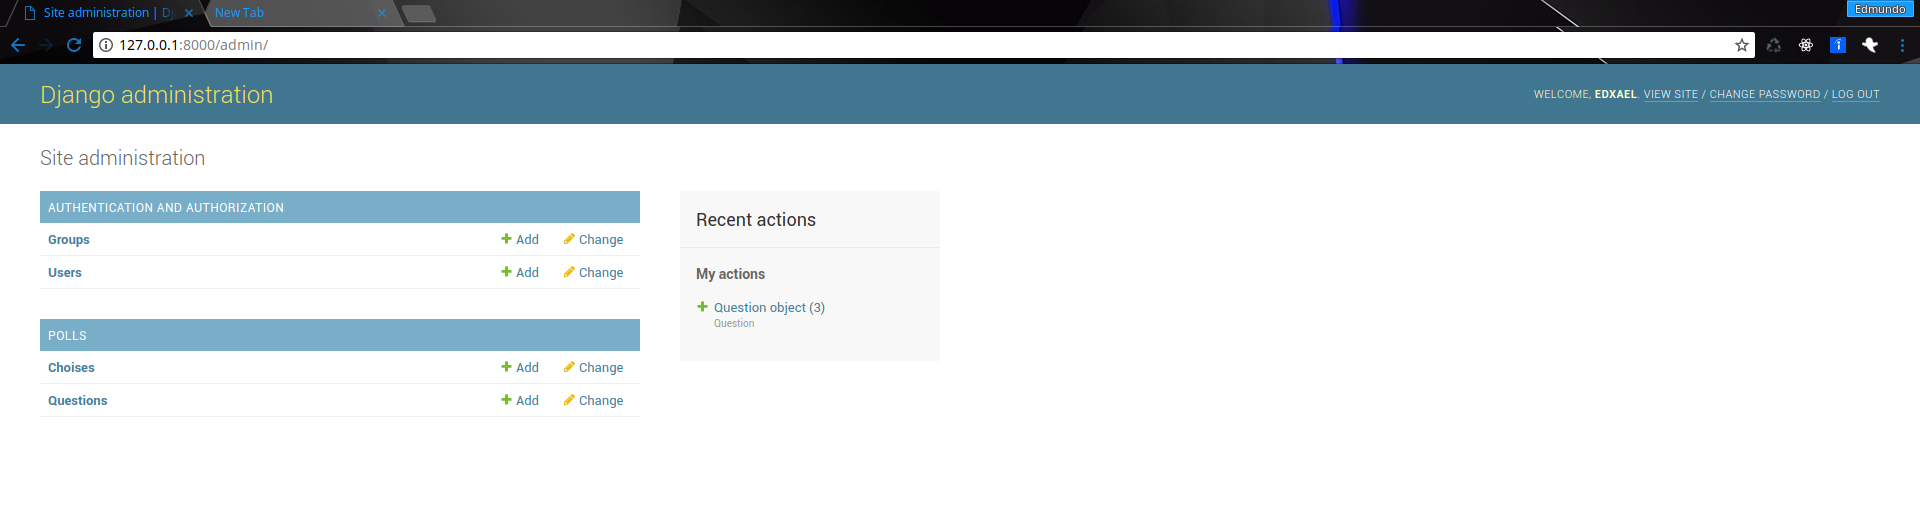 Site administration | D
New Tab
Edmundo
127.0.0.1:8000/admin/
Django administration
WELCOME, EDXAEL. VIEW SITE / CHANGE PASSWORD / LOG OUT
Site administration
AUTHENTICATION AND AUTHORIZATION
Groups Add Change
Users Add Change
POLLS
Choises Add Change
Questions Add Change
Recent actions
My actions
Question object (3)
Question